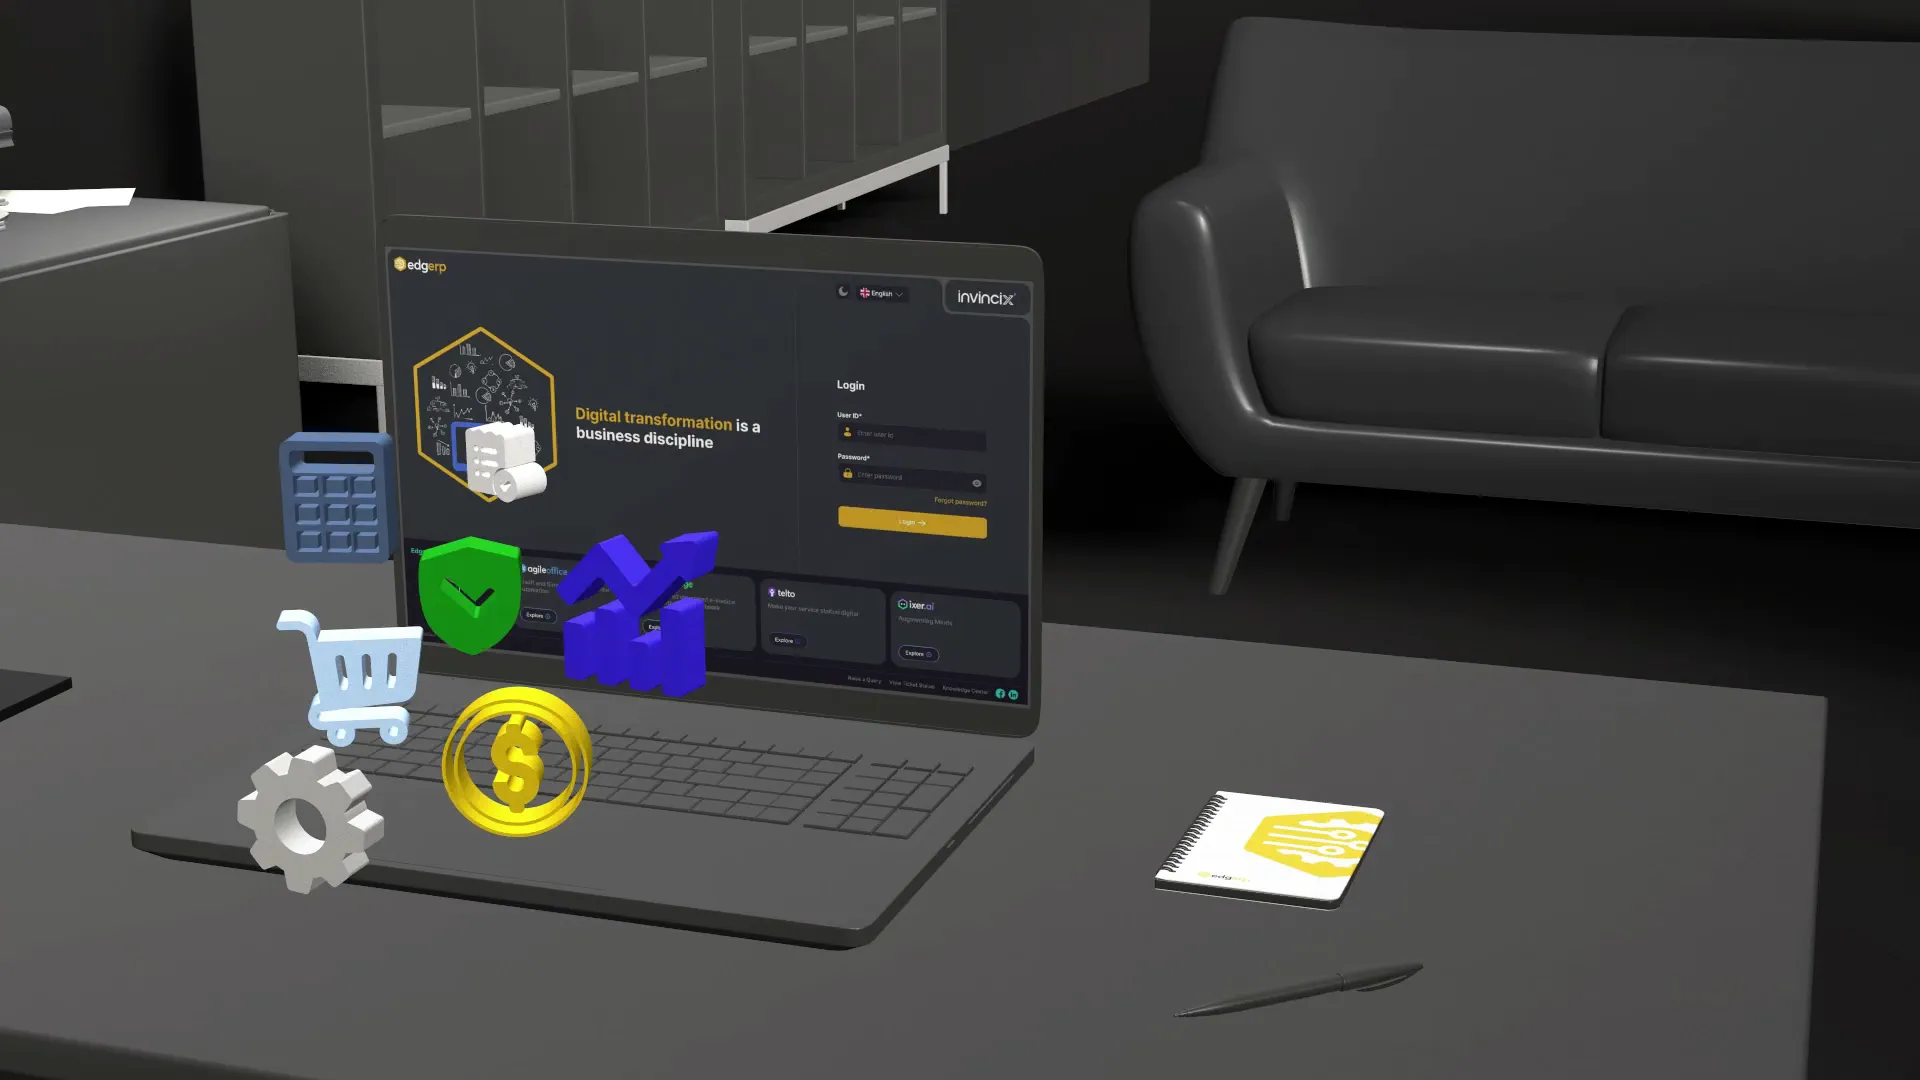 edgerp
English
invincix
Digital transformation is a
business discipline
Login
User ID*
Enter user id
Password*
Enter password
Forgot password?
Login
agileoffice
Explore
telto
Make your service station digital
Explore
ixer.ai
Augmenting Minds
Explore
Raise a Query
View Ticket Status
Knowledge Center
edgerp